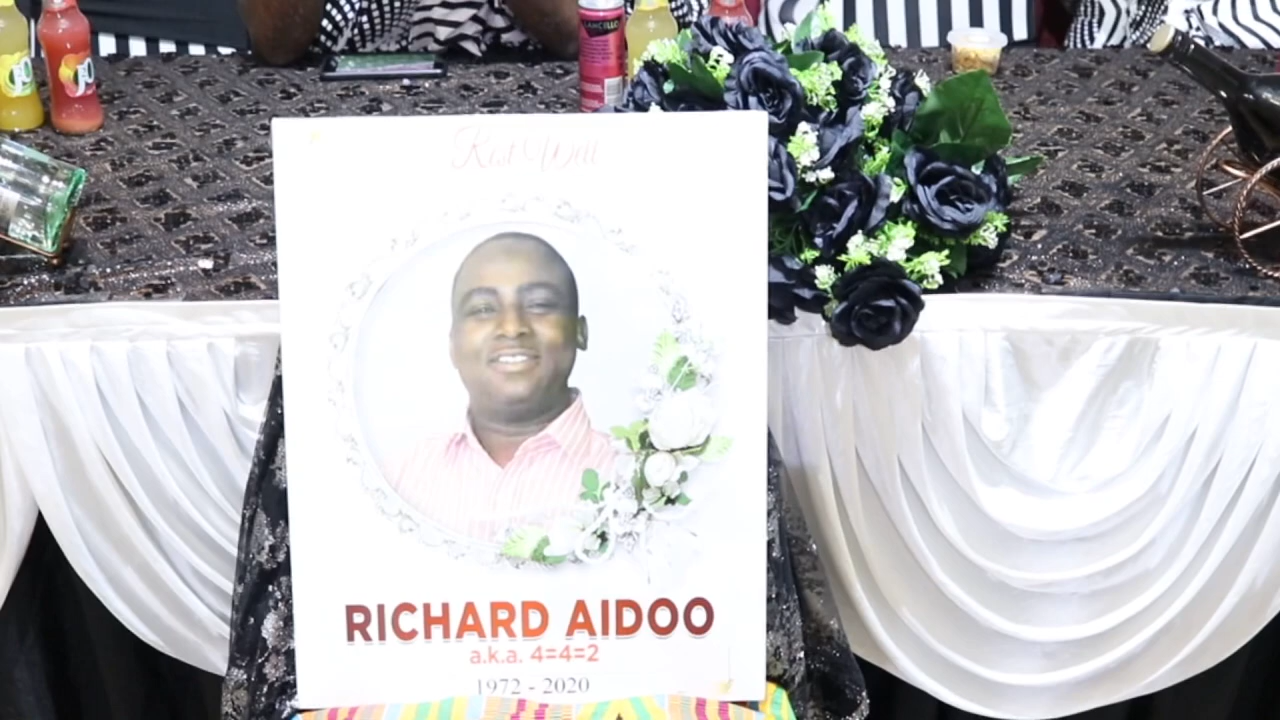 Rest Well
RICHARD AIDOO
a.k.a. 4=4=2
1972 - 2020